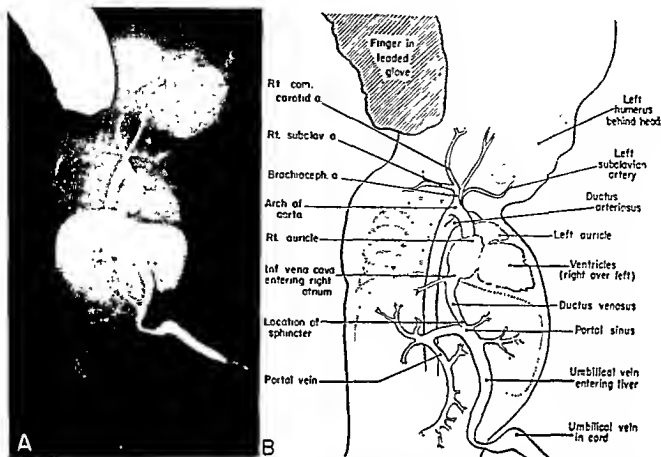 A
B
Finger in
leaded
glove
Rt. com.
carotid a.
Rt. subclav a.
Brachioceph. a
Arch of
aorta
Rt. auricle
Inf vena cava
entering right
atrium
Location of
sphincter
Portal vein
Left
humerus
behind head
Left
subclavian
artery
Ductus
arteriosus
Left auricle
Ventricles
(right over left)
Ductus venosus
Portal sinus
Umbilical vein
entering liver
Umbilical vein
in cord